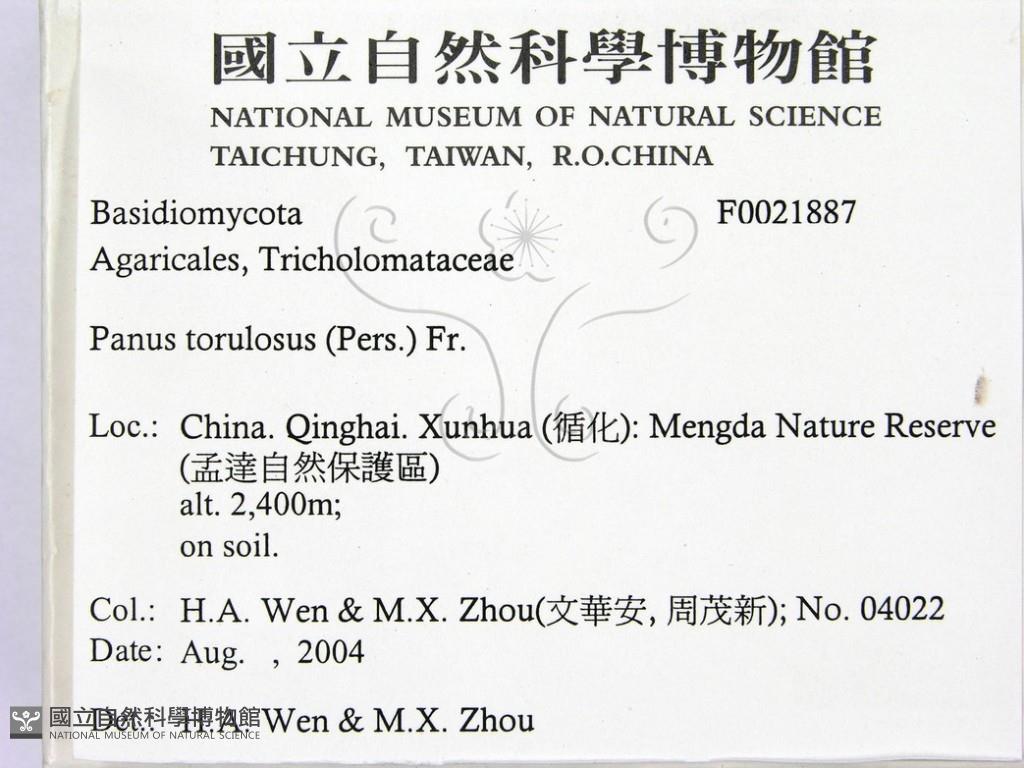 國立自然科學博物館
NATIONAL MUSEUM OF NATURAL SCIENCE
TAICHUNG, TAIWAN, R.O.CHINA
Basidiomycota F0021887
Agaricales, Tricholomataceae
Panus torulosus (Pers.) Fr.
Loc.: China. Qinghai. Xunhua (循化): Mengda Nature Reserve
(孟達自然保護區)
alt. 2,400m;
on soil.
Col.: H.A. Wen & M.X. Zhou(文華安, 周茂新); No. 04022
Date: Aug. , 2004
Det.: H.A. Wen & M.X. Zhou
國立自然科學博物館
NATIONAL MUSEUM OF NATURAL SCIENCE